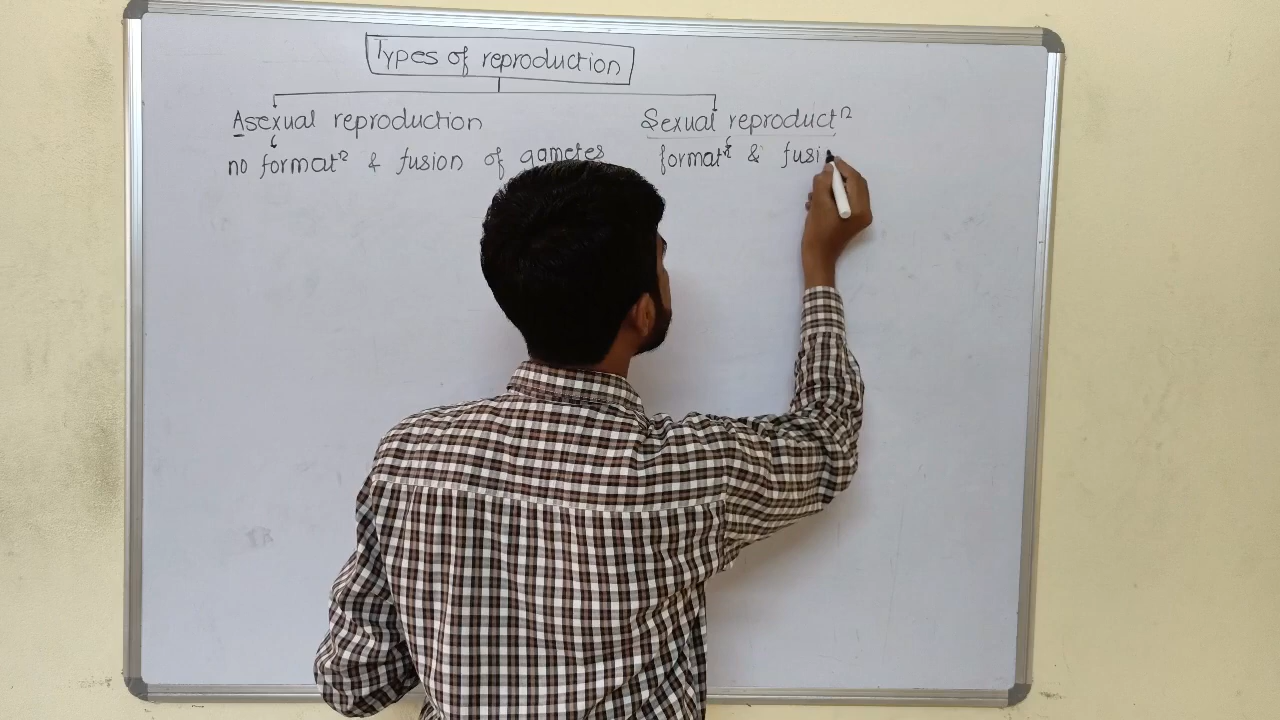 Types of reproduction
Asexual reproduction
no formatⁿ & fusion of gametes
Sexual reproductⁿ
formatⁿ & fusi